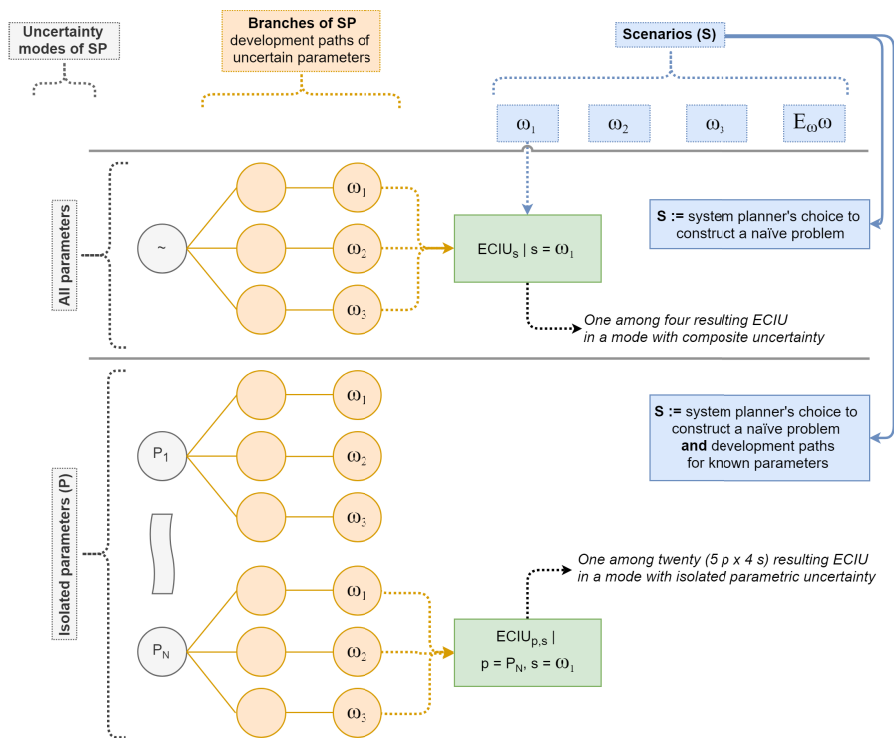 Uncertainty
modes of SP
Branches of SP
development paths of
uncertain parameters
Scenarios (S)
ω1
ω2
ω3
Eωω
All parameters
~
ω1
ω2
ω3
ECIUs | s = ω1
S := system planner's choice to
construct a naïve problem
One among four resulting ECIU
in a mode with composite uncertainty
Isolated parameters (P)
P1
ω1
ω2
ω3
S := system planner's choice to
construct a naïve problem
and development paths
for known parameters
One among twenty (5 ρ x 4 s) resulting ECIU
in a mode with isolated parametric uncertainty
PN
ω1
ω2
ω3
ECIUp,s |
p = PN, s = ω1